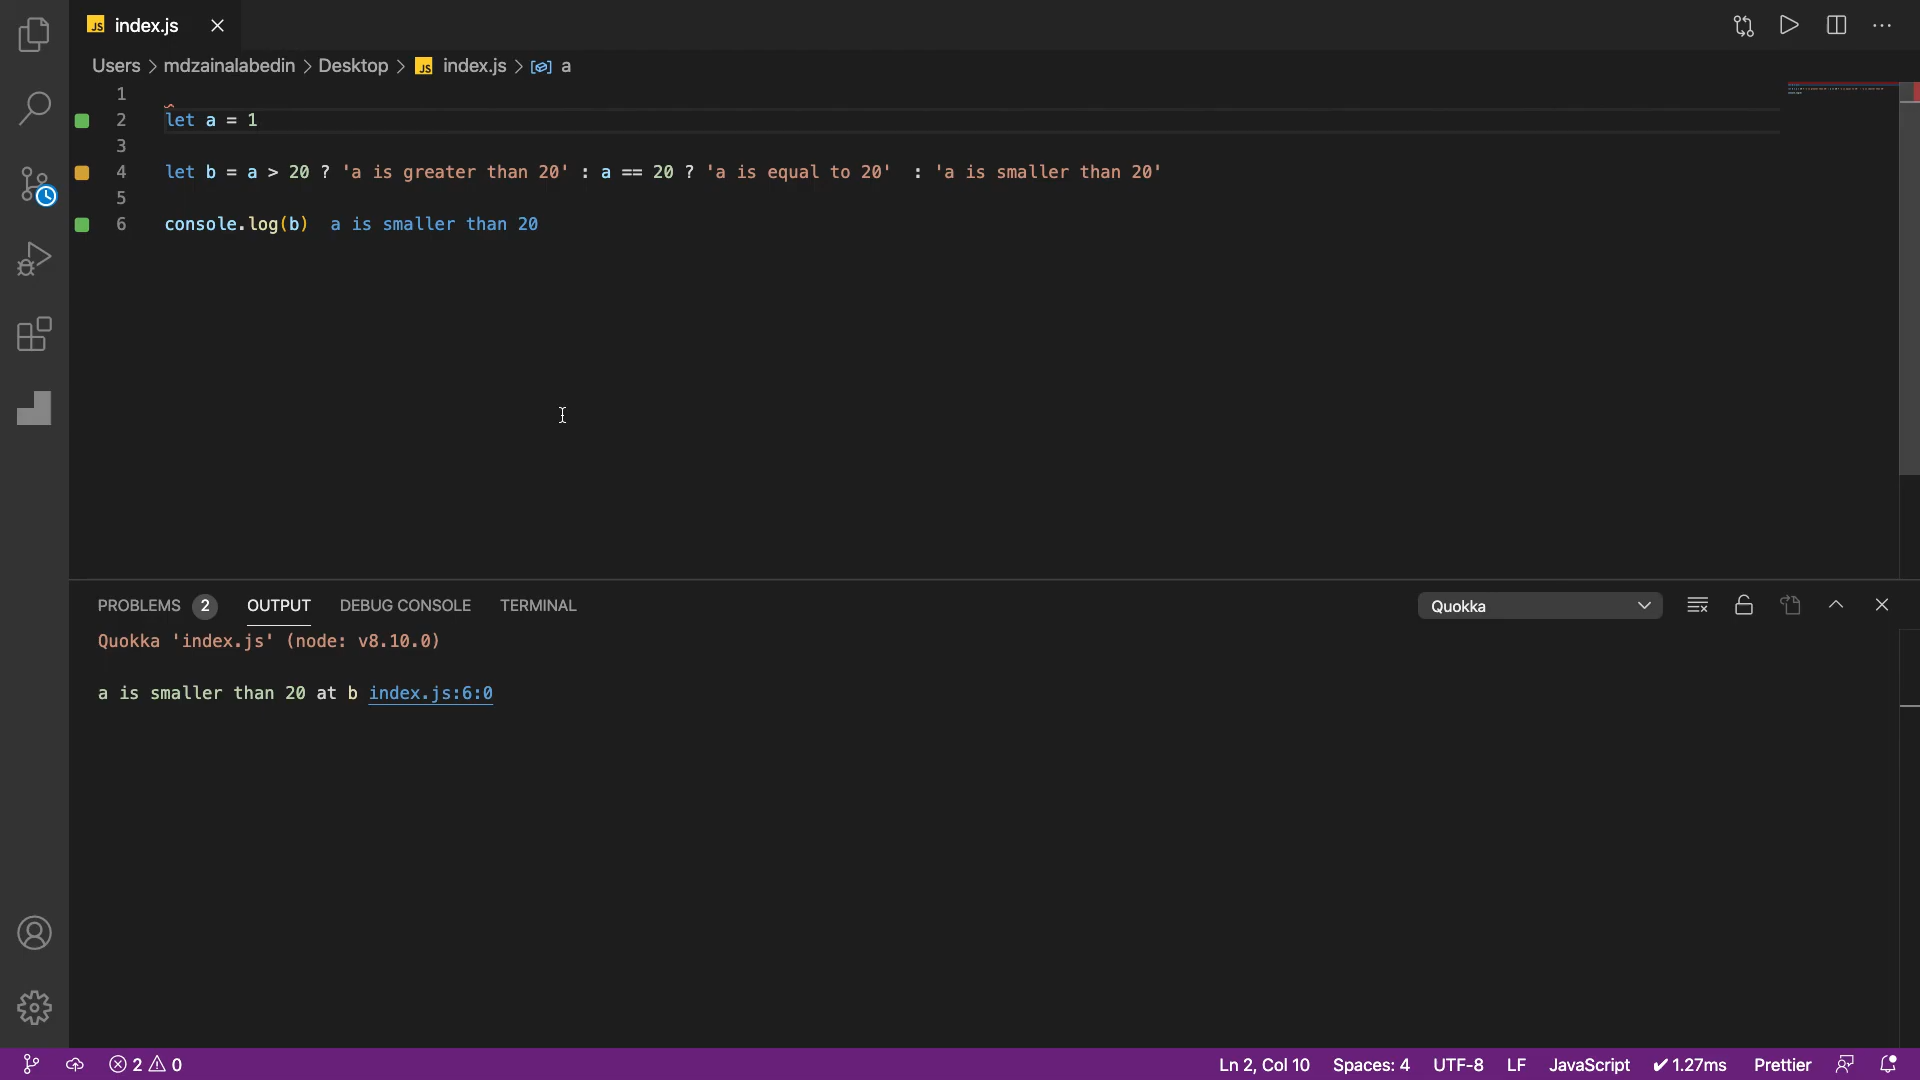 JS index.js
Users > mdzainalabedin > Desktop > JS index.js > a
1
2 let a = 1
3
4 let b = a > 20 ? 'a is greater than 20' : a == 20 ? 'a is equal to 20'  : 'a is smaller than 20'
5
6 console.log(b)  a is smaller than 20
PROBLEMS 2 OUTPUT DEBUG CONSOLE TERMINAL Quokka
Quokka 'index.js' (node: v8.10.0)
a is smaller than 20 at b index.js:6:0
2 0 Ln 2, Col 10 Spaces: 4 UTF-8 LF JavaScript ✔ 1.27ms Prettier